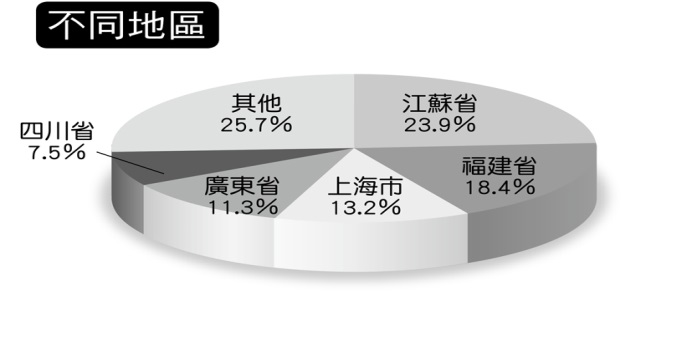 不同地區
其他
25.7%
江蘇省
23.9%
四川省
7.5%
福建省
18.4%
廣東省
11.3%
上海市
13.2%